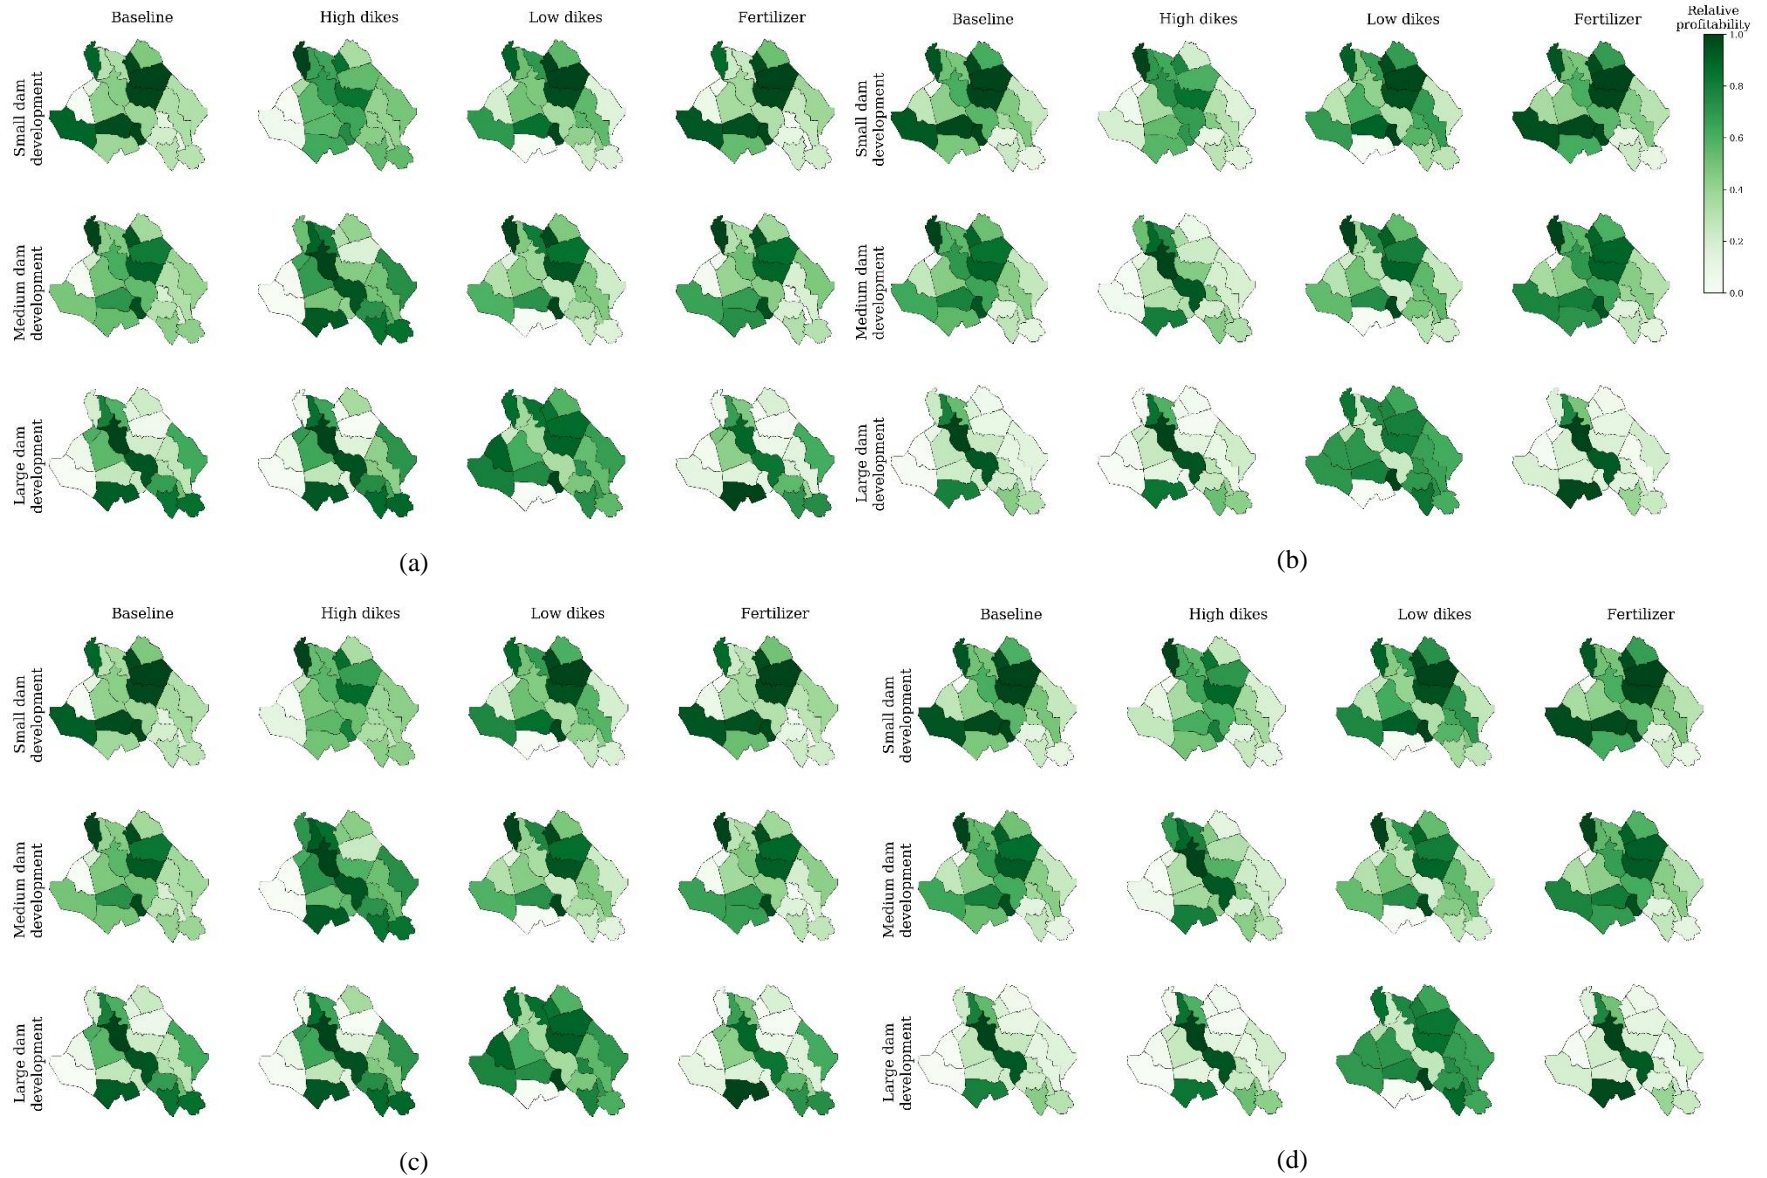 Baseline High dikes Low dikes Fertilizer Baseline High dikes Low dikes Fertilizer
Relative
profitability
1.0
0.8
0.6
0.4
0.2
0.0
Small dam
development
Small dam
development
Medium dam
development
Medium dam
development
Large dam
development
Large dam
development
(a) (b)
Baseline High dikes Low dikes Fertilizer Baseline High dikes Low dikes Fertilizer
Small dam
development
Small dam
development
Medium dam
development
Medium dam
development
Large dam
development
Large dam
development
(c) (d)